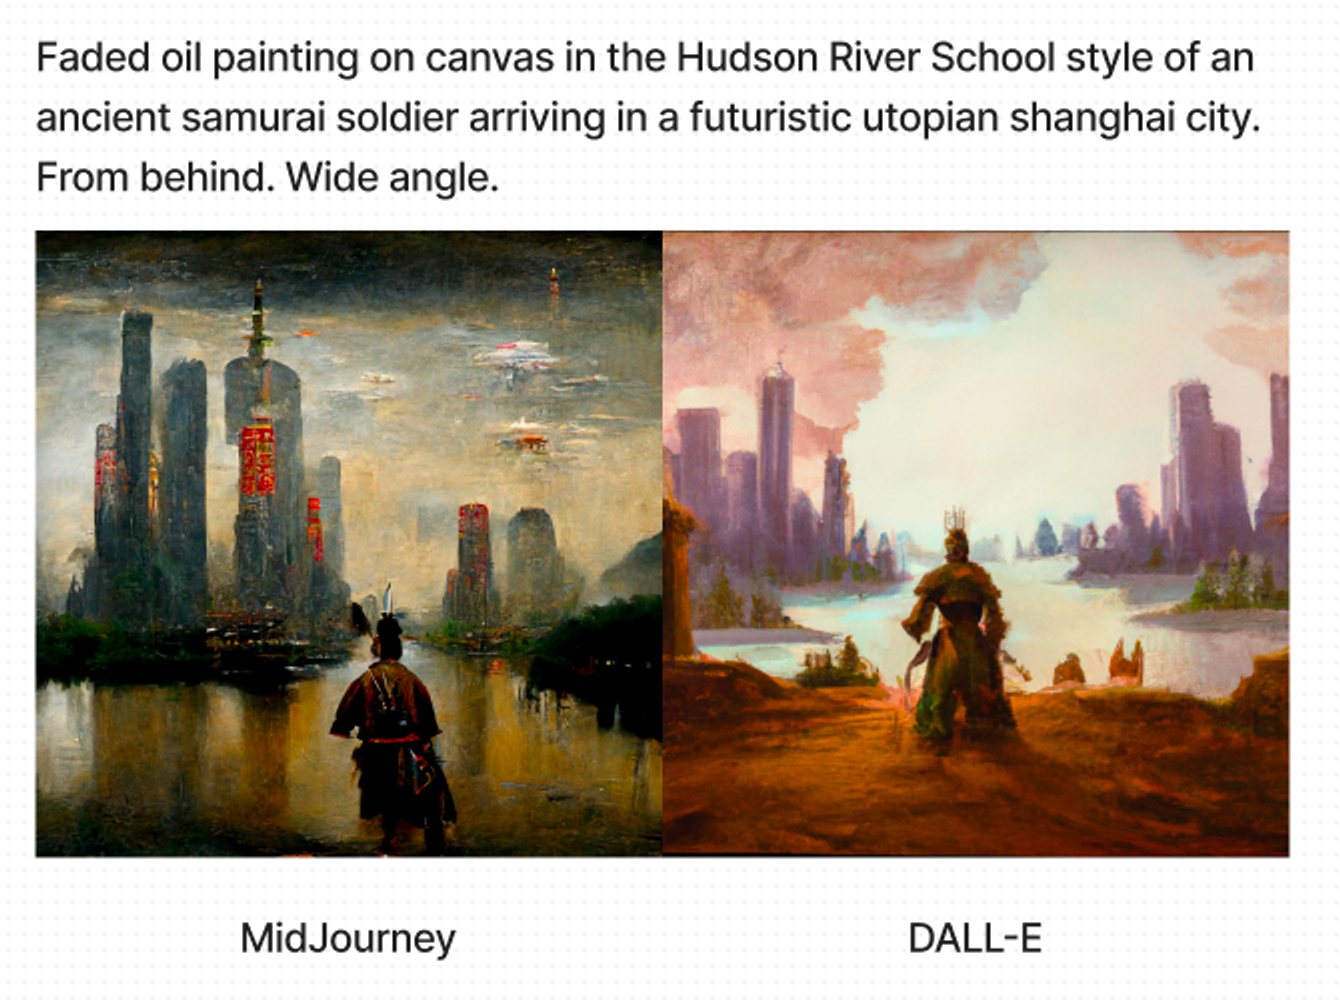 Faded oil painting on canvas in the Hudson River School style of an
ancient samurai soldier arriving in a futuristic utopian shanghai city.
From behind. Wide angle.
MidJourney
DALL-E